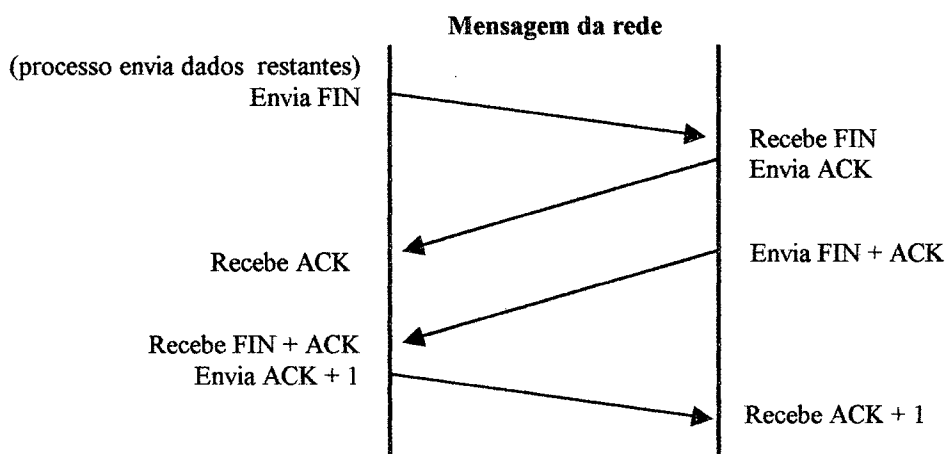 Mensagem da rede
(processo envia dados restantes)
Envia FIN
Recebe FIN
Envia ACK
Recebe ACK
Envia FIN + ACK
Recebe FIN + ACK
Envia ACK + 1
Recebe ACK + 1